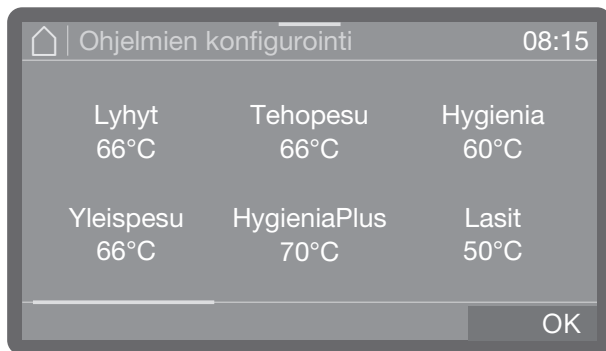 Ohjelmien konfigurointi 08:15
Lyhyt Tehopesu Hygienia
66°C 66°C 60°C
Yleispesu HygieniaPlus Lasit
66°C 70°C 50°C
OK